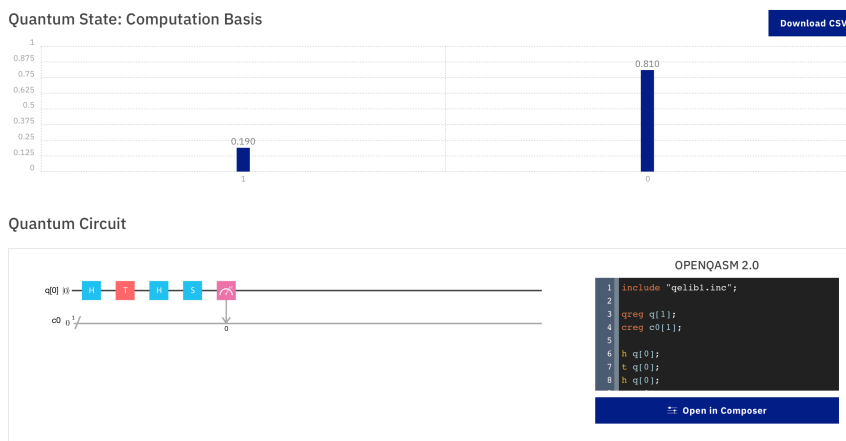 Quantum State: Computation Basis
Download CSV
1
0.875
0.75
0.625
0.5
0.375
0.25
0.125
0
0.190
0.810
1
0
Quantum Circuit
OPENQASM 2.0
q[0] |0⟩ H T H S
c0 0 1
0
1 include "qelib1.inc";
2
3 qreg q[1];
4 creg c0[1];
5
6 h q[0];
7 t q[0];
8 h q[0];
Open in Composer